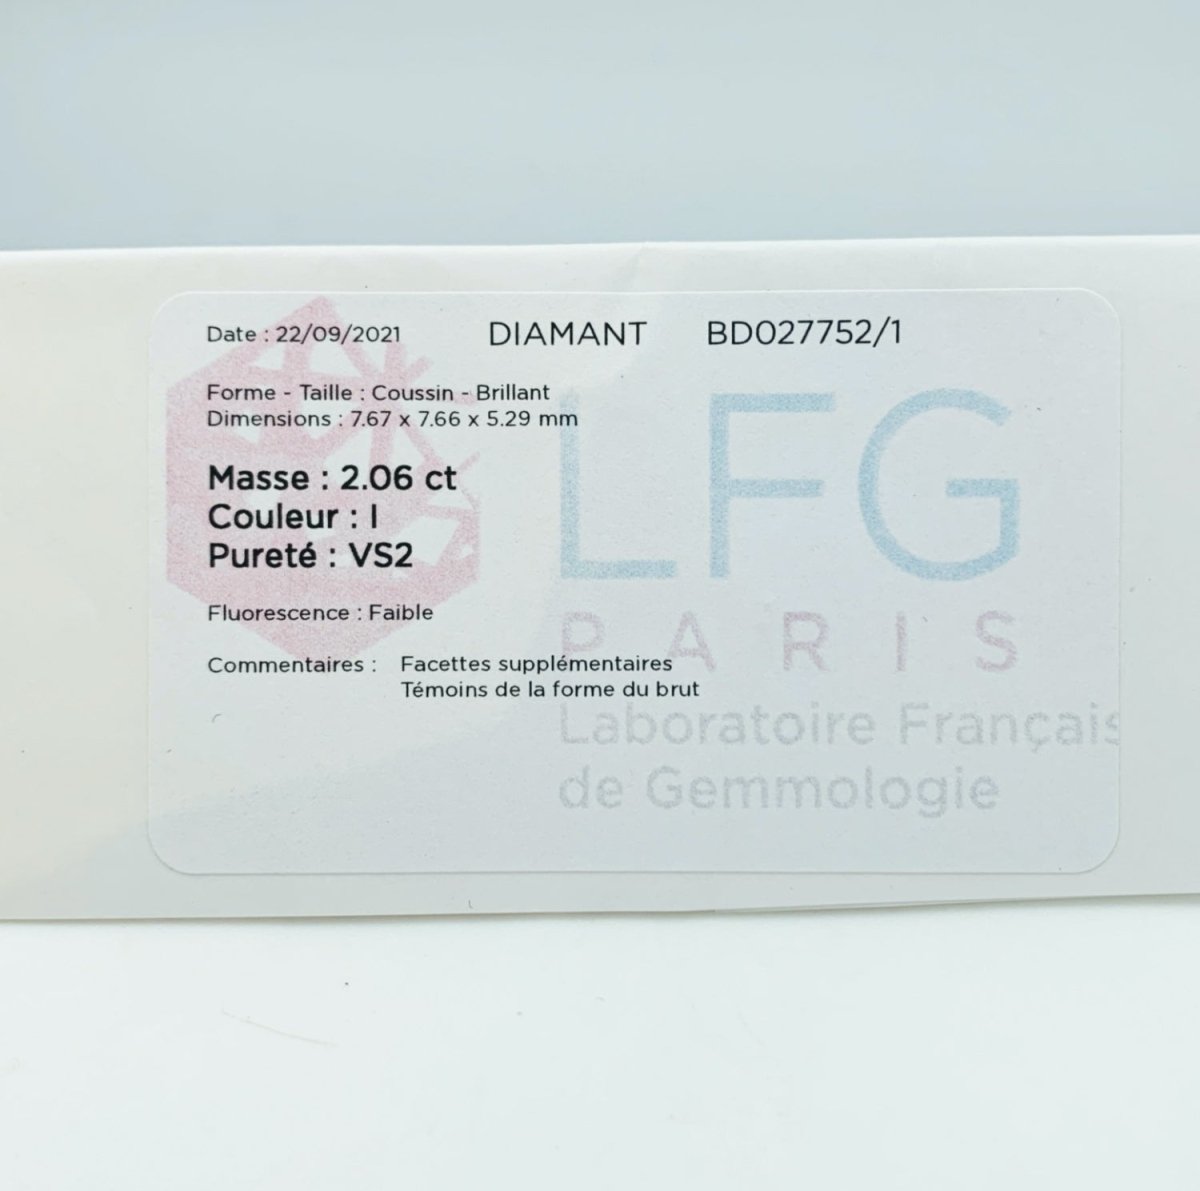 Date : 22/09/2021 DIAMANT BD027752/1
Forme - Taille : Coussin - Brillant
Dimensions : 7.67 x 7.66 x 5.29 mm
Masse : 2.06 ct
Couleur : I
Pureté : VS2
Fluorescence : Faible
Commentaires : Facettes supplémentaires
Témoins de la forme du brut
LFG
PARIS
Laboratoire Français
de Gemmologie